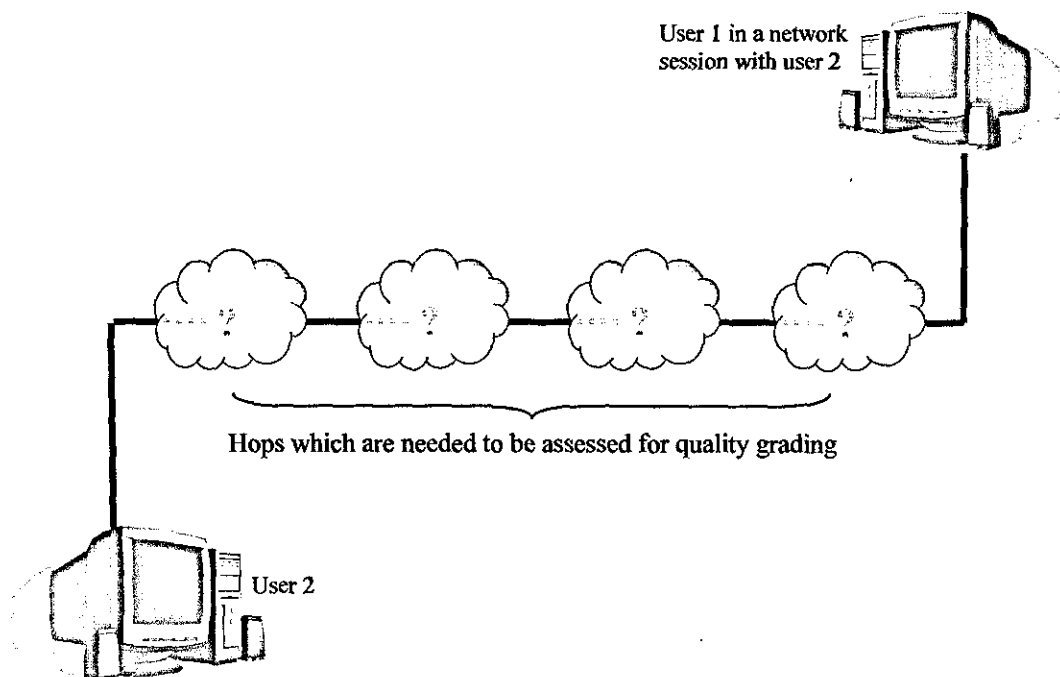 User 1 in a network
session with user 2
? ? ? ?
Hops which are needed to be assessed for quality grading
User 2